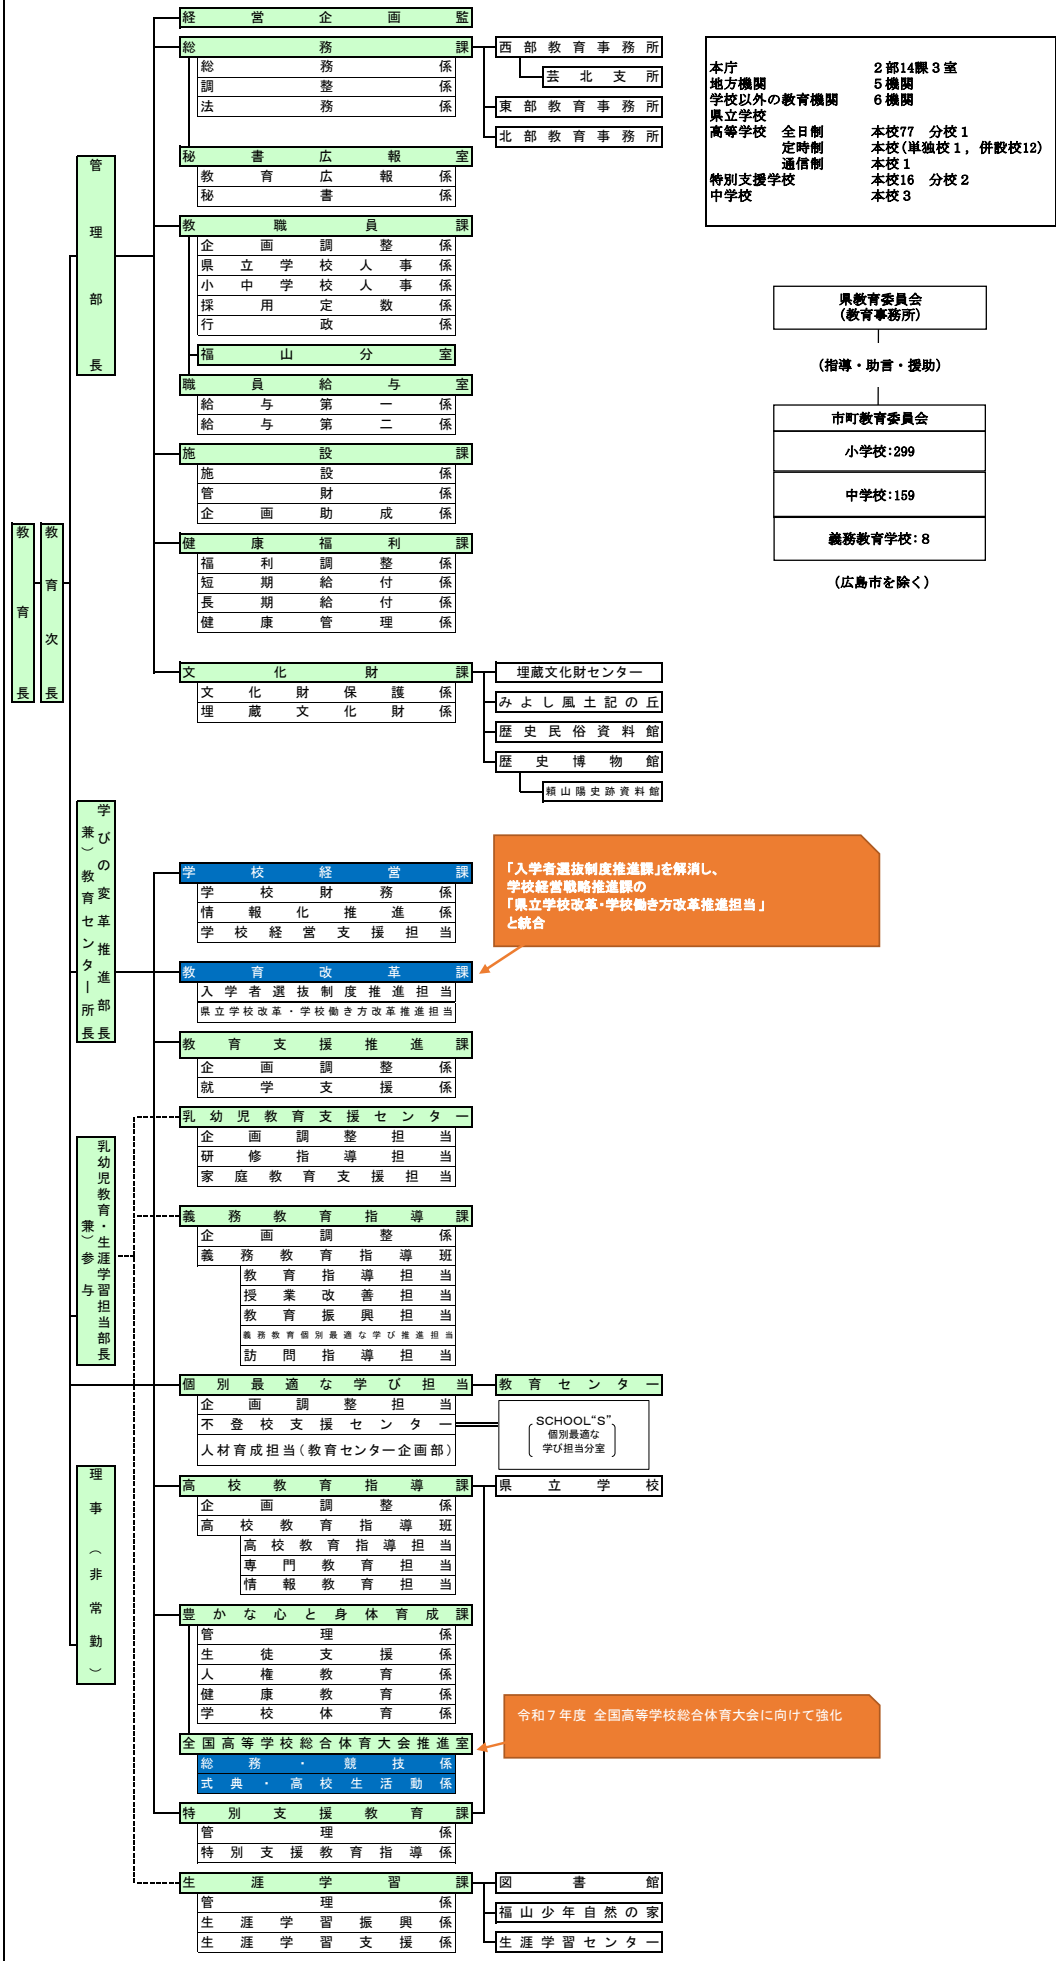 教育長
教育次長
管理部長
経営企画監
総務課
総務係
調整係
法務係
西部教育事務所
芸北支所
東部教育事務所
北部教育事務所
秘書広報室
教育広報係
秘書係
教職員課
企画調整係
県立学校人事係
小中学校人事係
採用定数係
行政係
福山分室
職員給与室
給与第一係
給与第二係
施設課
施設係
管財係
企画助成係
健康福利課
福利調整係
短期給付係
長期給付係
健康管理係
文化財課
文化財保護係
埋蔵文化財係
埋蔵文化財センター
みよし風土記の丘
歴史民俗資料館
歴史博物館
頼山陽史跡資料館
本庁 2部14課3室
地方機関 5機関
学校以外の教育機関 6機関
県立学校
高等学校 全日制 本校77 分校1
定時制 本校(単独校1,併設校12)
通信制 本校1
特別支援学校 本校16 分校2
中学校 本校3
県教育委員会
(教育事務所)
(指導・助言・援助)
市町教育委員会
小学校:299
中学校:159
義務教育学校:8
(広島市を除く)
学びの変革推進部長
兼)教育センター所長
学校経営課
学校財務係
情報化推進係
学校経営支援担当
教育改革課
入学者選抜制度推進担当
県立学校改革・学校働き方改革推進担当
「入学者選抜制度推進課」を解消し、
学校経営戦略推進課の
「県立学校改革・学校働き方改革推進担当」
と統合
教育支援推進課
企画調整係
就学支援係
乳幼児教育・生涯学習担当部長
兼)参与
乳幼児教育支援センター
企画調整担当
研修指導担当
家庭教育支援担当
義務教育指導課
企画調整係
義務教育指導班
教育指導担当
授業改善担当
教育振興担当
義務教育個別最適な学び推進担当
訪問指導担当
個別最適な学び担当
企画調整担当
不登校支援センター
人材育成担当(教育センター企画部)
教育センター
SCHOOL“S”
個別最適な
学び担当分室
理事(非常勤)
高校教育指導課
企画調整係
高校教育指導班
高校教育指導担当
専門教育担当
情報教育担当
県立学校
豊かな心と身体育成課
管理係
生徒支援係
人権教育係
健康教育係
学校体育係
全国高等学校総合体育大会推進室
総務・競技係
式典・高校生活動係
令和7年度 全国高等学校総合体育大会に向けて強化
特別支援教育課
管理係
特別支援教育指導係
生涯学習課
管理係
生涯学習振興係
生涯学習支援係
図書館
福山少年自然の家
生涯学習センター